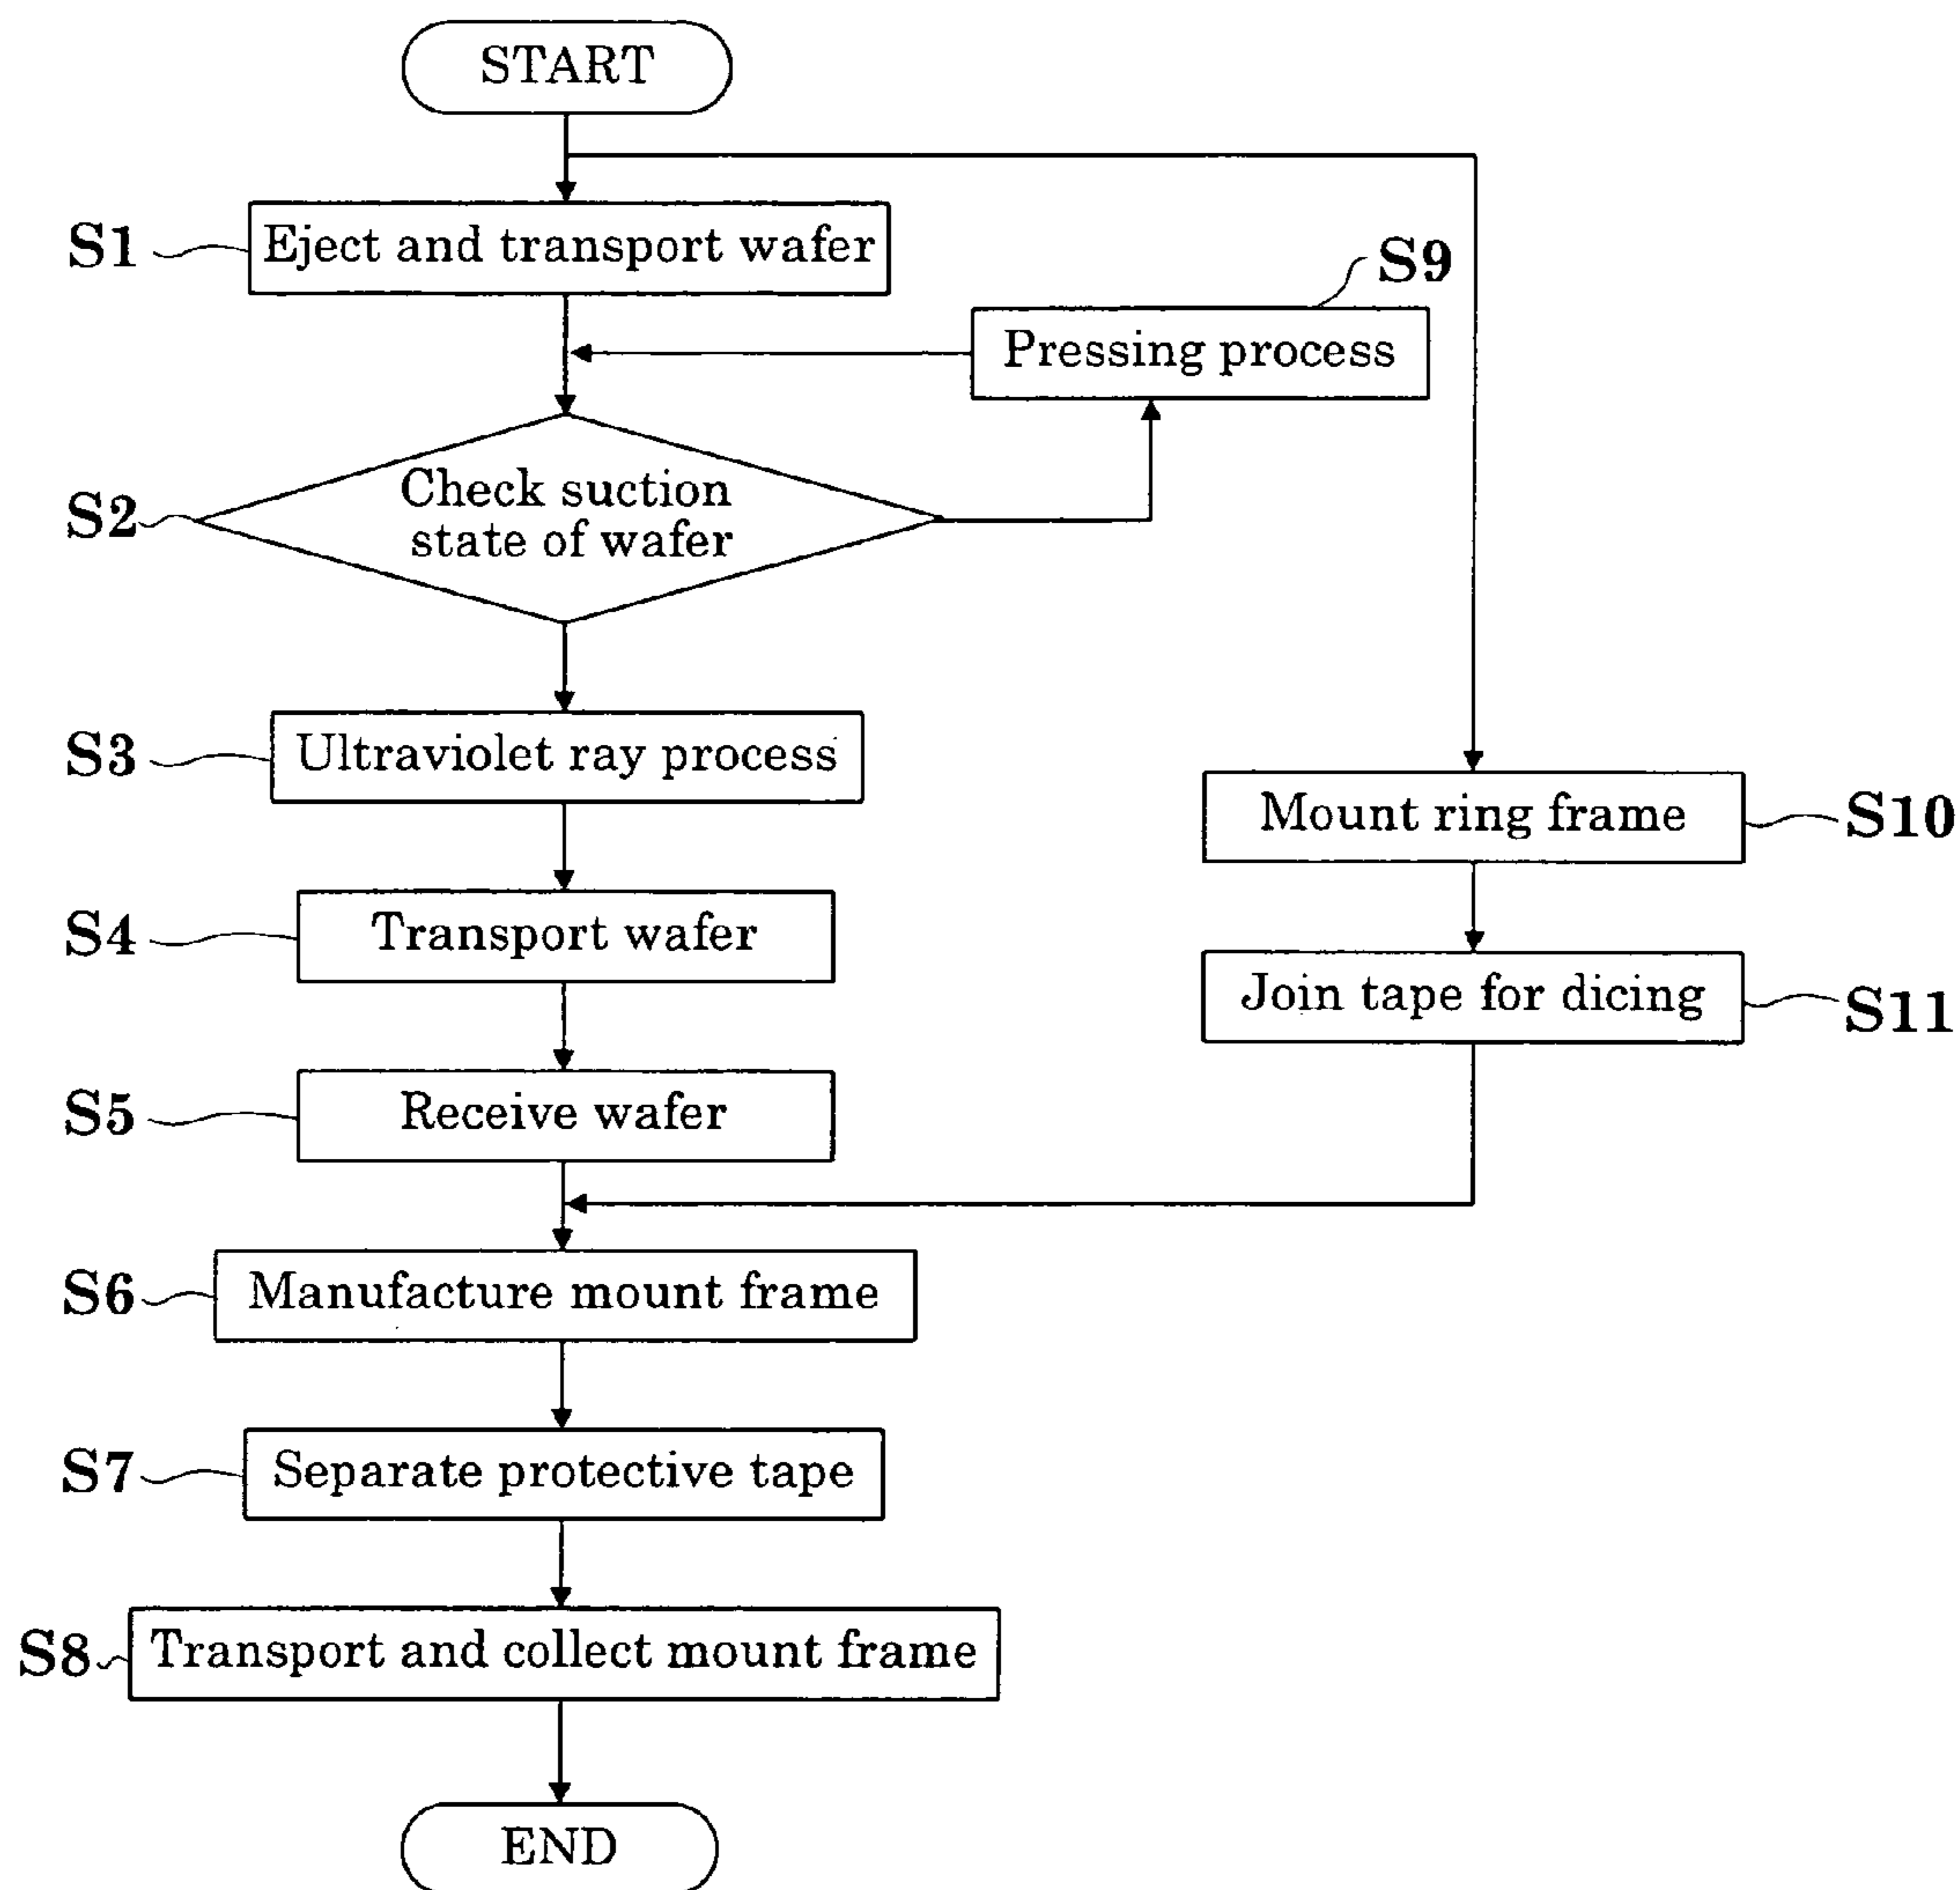 START
S1
Eject and transport wafer
S9
Pressing process
S2
Check suction
state of wafer
S3
Ultraviolet ray process
Mount ring frame
S10
S4
Transport wafer
Join tape for dicing
S11
S5
Receive wafer
S6
Manufacture mount frame
S7
Separate protective tape
S8
Transport and collect mount frame
END